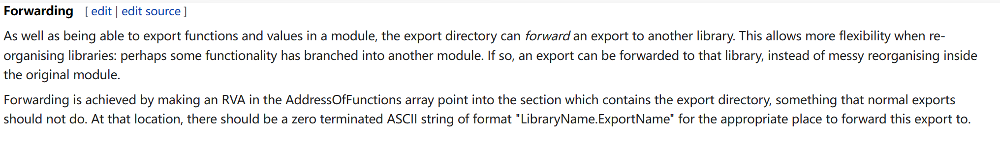 Forwarding [ edit | edit source ]
As well as being able to export functions and values in a module, the export directory can forward an export to another library. This allows more flexibility when re-
organising libraries: perhaps some functionality has branched into another module. If so, an export can be forwarded to that library, instead of messy reorganising inside
the original module.
Forwarding is achieved by making an RVA in the AddressOfFunctions array point into the section which contains the export directory, something that normal exports
should not do. At that location, there should be a zero terminated ASCII string of format "LibraryName.ExportName" for the appropriate place to forward this export to.